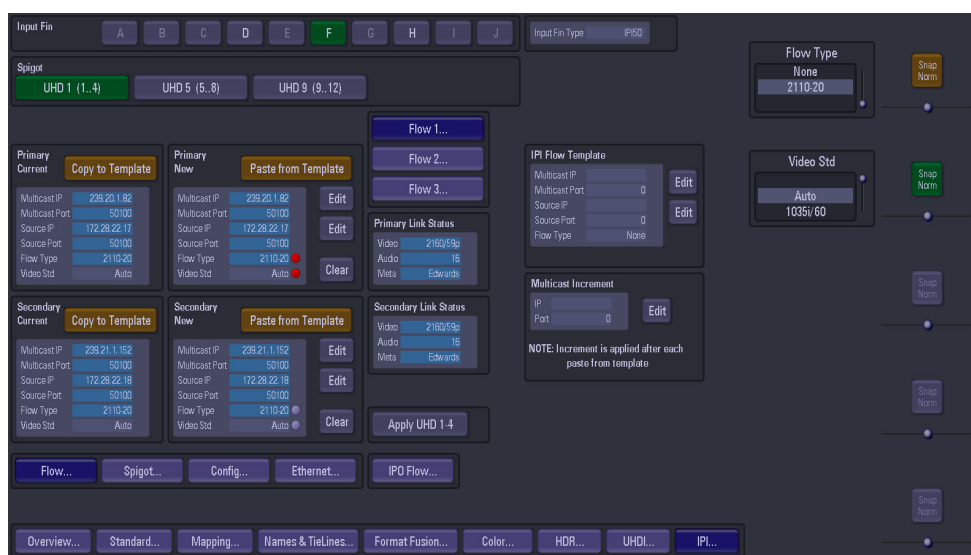 Input Fin
A B C D E F G H I J
Input Fin Type IPI50
Spigot
UHD 1 (1..4) UHD 5 (5..8) UHD 9 (9..12)
Flow Type
None
2110-20
Snap Norm
Flow 1...
Flow 2...
Flow 3...
Primary Current
Copy to Template
Multicast IP 239.20.1.82
Multicast Port 50100
Source IP 172.28.22.17
Source Port 50100
Flow Type 2110-20
Video Std Auto
Primary New
Paste from Template
Multicast IP 239.20.1.82
Multicast Port 50100
Source IP 172.28.22.17
Source Port 50100
Flow Type 2110-20
Video Std Auto
Edit
Edit
Clear
Primary Link Status
Video 2160/59p
Audio 16
Meta Edwards
IPI Flow Template
Multicast IP
Multicast Port 0
Source IP
Source Port 0
Flow Type None
Edit
Edit
Video Std
Auto
1035i/60
Snap Norm
Secondary Current
Copy to Template
Multicast IP 239.21.1.152
Multicast Port 50100
Source IP 172.28.22.18
Source Port 50100
Flow Type 2110-20
Video Std Auto
Secondary New
Paste from Template
Multicast IP 239.21.1.152
Multicast Port 50100
Source IP 172.28.22.18
Source Port 50100
Flow Type 2110-20
Video Std Auto
Edit
Edit
Clear
Secondary Link Status
Video 2160/59p
Audio 16
Meta Edwards
Multicast Increment
IP
Port 0
Edit
NOTE: Increment is applied after each
paste from template
Snap Norm
Snap Norm
Apply UHD 1-4
Flow... Spigot... Config... Ethernet... IPO Flow...
Snap Norm
Overview... Standard... Mapping... Names & TieLines... Format Fusion... Color... HDR... UHDI... IPI...